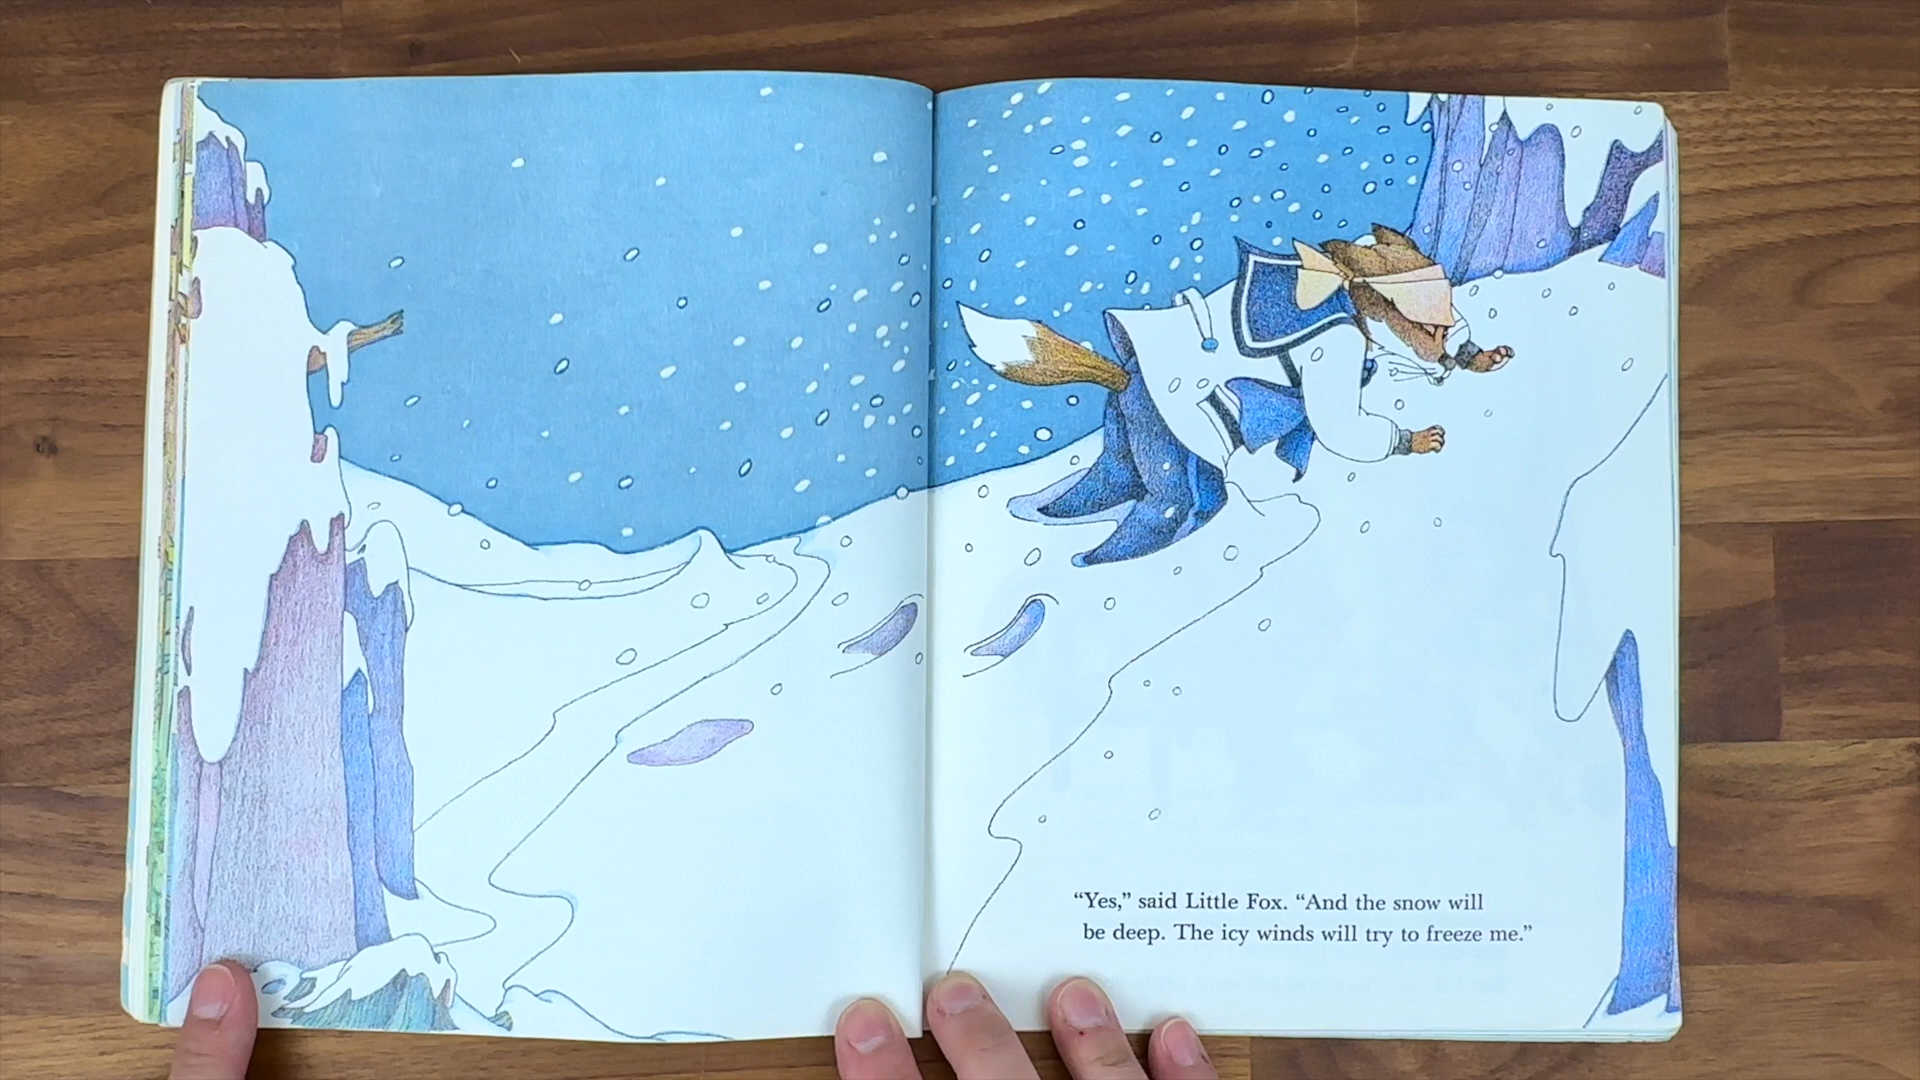 “Yes,” said Little Fox. “And the snow will
be deep. The icy winds will try to freeze me.”